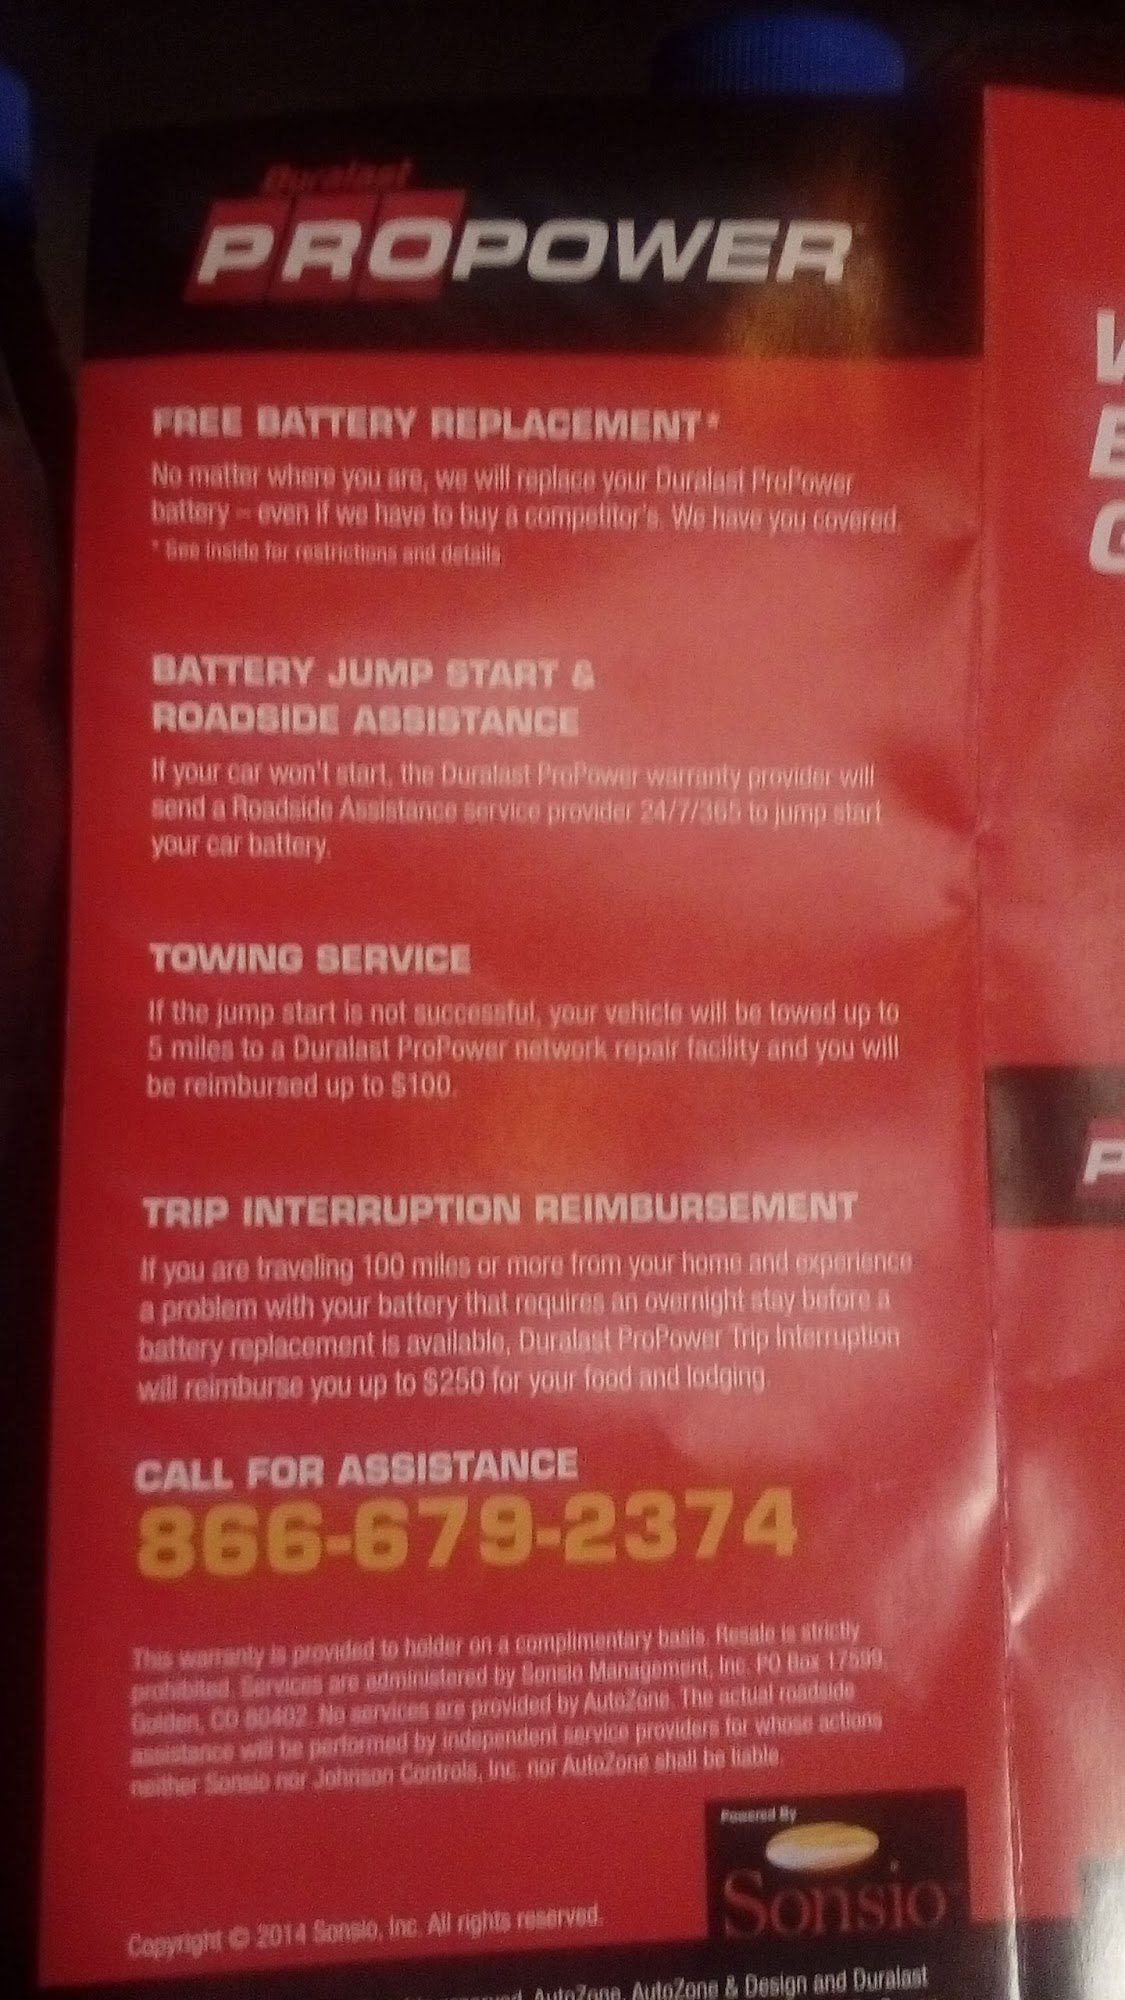 Duralast
PROPOWER
FREE BATTERY REPLACEMENT*
No matter where you are, we will replace your Duralast ProPower
battery – even if we have to buy a competitor's. We have you covered.
* See inside for restrictions and details.
BATTERY JUMP START &
ROADSIDE ASSISTANCE
If your car won't start, the Duralast ProPower warranty provider will
send a Roadside Assistance service provider 24/7/365 to jump start
your car battery.
TOWING SERVICE
If the jump start is not successful, your vehicle will be towed up to
5 miles to a Duralast ProPower network repair facility and you will
be reimbursed up to $100.
TRIP INTERRUPTION REIMBURSEMENT
If you are traveling 100 miles or more from your home and experience
a problem with your battery that requires an overnight stay before a
battery replacement is available, Duralast ProPower Trip Interruption
will reimburse you up to $250 for your food and lodging.
CALL FOR ASSISTANCE
866-679-2374
This warranty is provided to holder on a complimentary basis. Resale is strictly
prohibited. Services are administered by Sonsio Management, Inc. PO Box 17599,
Golden, CO 80402. No services are provided by AutoZone. The actual roadside
assistance will be performed by independent service providers for whose actions
neither Sonsio nor Johnson Controls, Inc. nor AutoZone shall be liable.
Powered By
Sonsio
Copyright © 2014 Sonsio, Inc. All rights reserved.
AutoZone, AutoZone & Design and Duralast